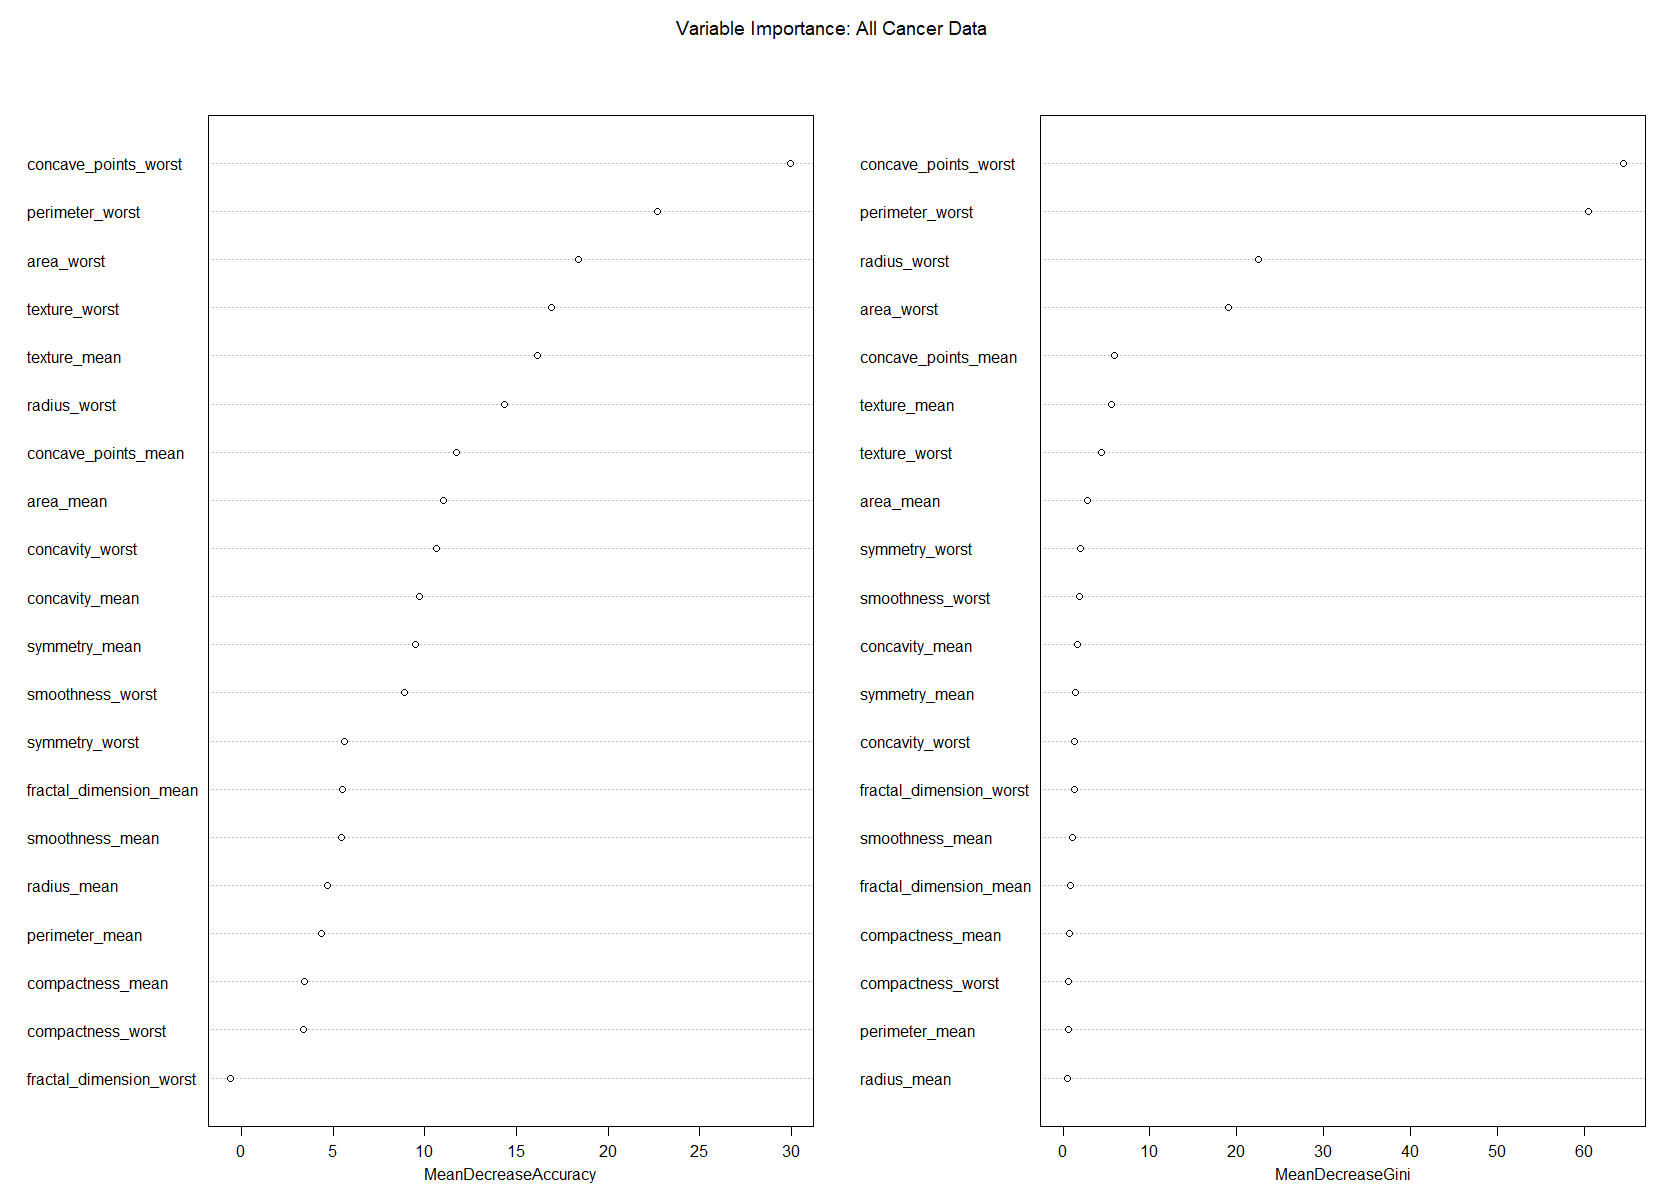 Variable Importance: All Cancer Data
concave_points_worst
perimeter_worst
area_worst
texture_worst
texture_mean
radius_worst
concave_points_mean
area_mean
concavity_worst
concavity_mean
symmetry_mean
smoothness_worst
symmetry_worst
fractal_dimension_mean
smoothness_mean
radius_mean
perimeter_mean
compactness_mean
compactness_worst
fractal_dimension_worst
0 5 10 15 20 25 30
MeanDecreaseAccuracy
concave_points_worst
perimeter_worst
radius_worst
area_worst
concave_points_mean
texture_mean
texture_worst
area_mean
symmetry_worst
smoothness_worst
concavity_mean
symmetry_mean
concavity_worst
fractal_dimension_worst
smoothness_mean
fractal_dimension_mean
compactness_mean
compactness_worst
perimeter_mean
radius_mean
0 10 20 30 40 50 60
MeanDecreaseGini